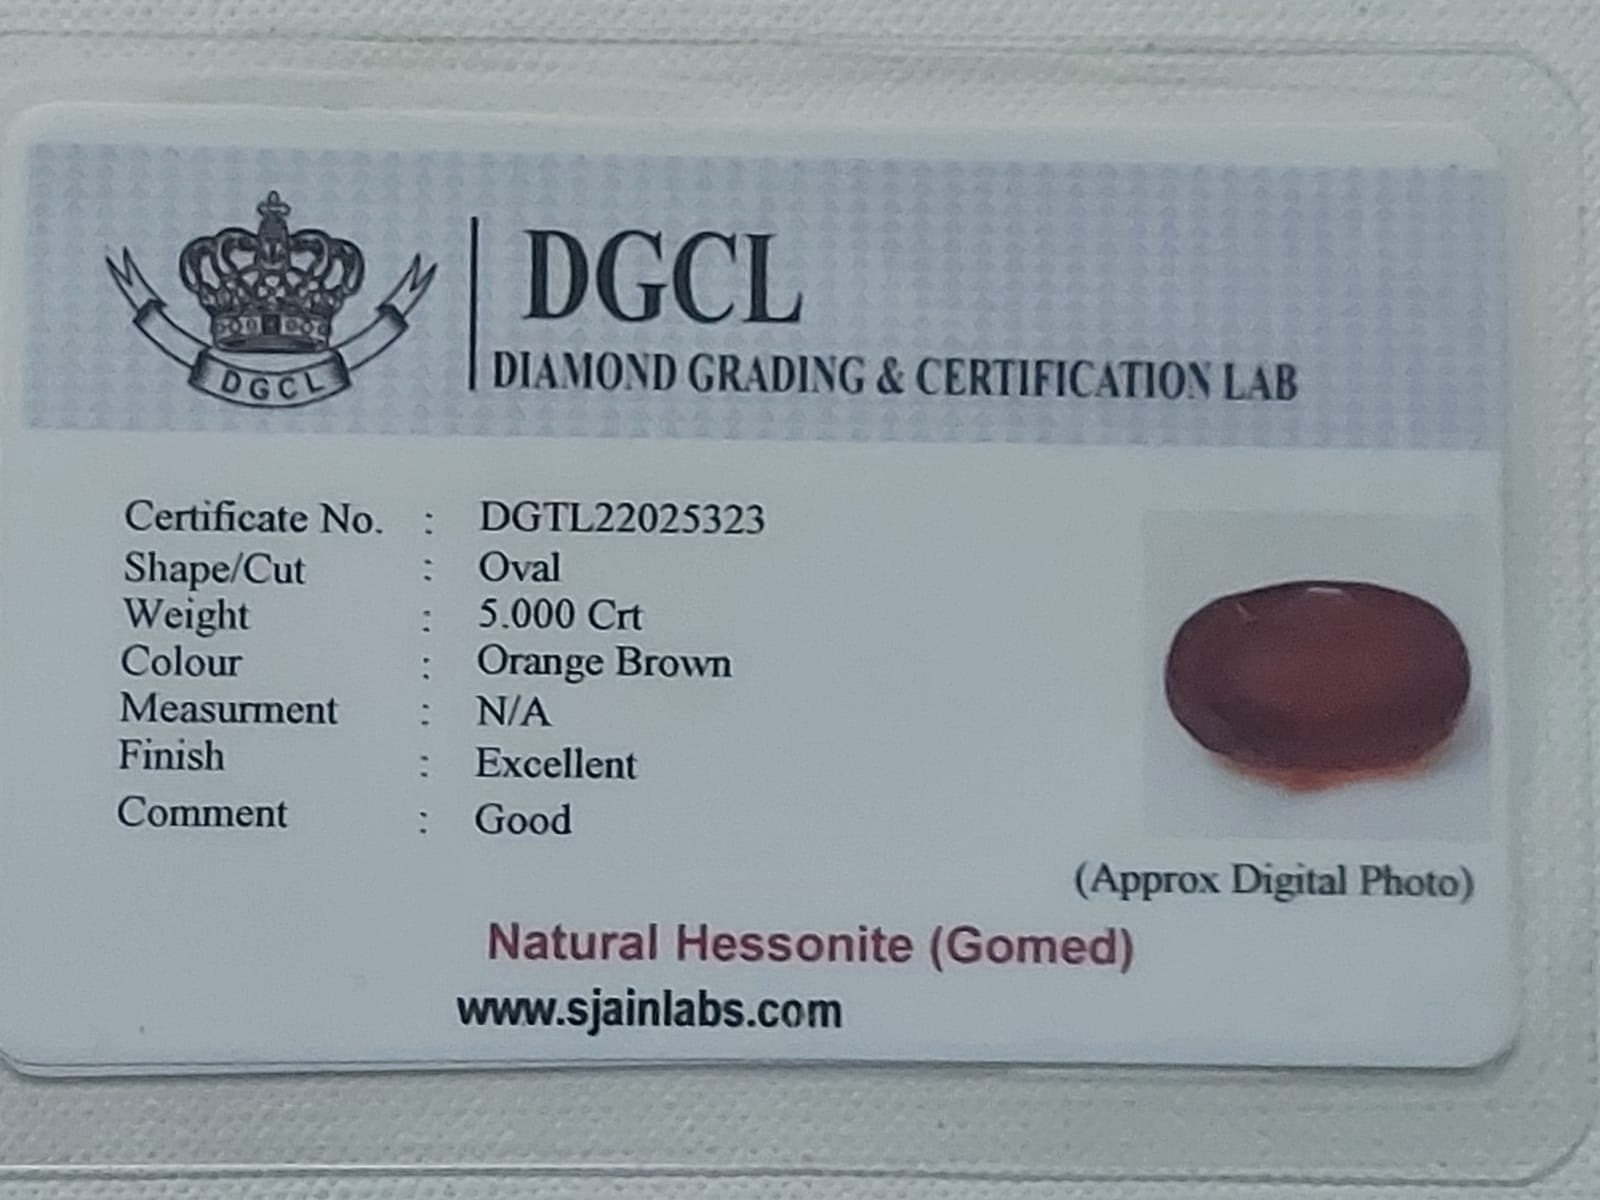 DGCL
DGCL
DIAMOND GRADING & CERTIFICATION LAB
Certificate No. : DGTL22025323
Shape/Cut : Oval
Weight : 5.000 Crt
Colour : Orange Brown
Measurment : N/A
Finish : Excellent
Comment : Good
(Approx Digital Photo)
Natural Hessonite (Gomed)
www.sjainlabs.com